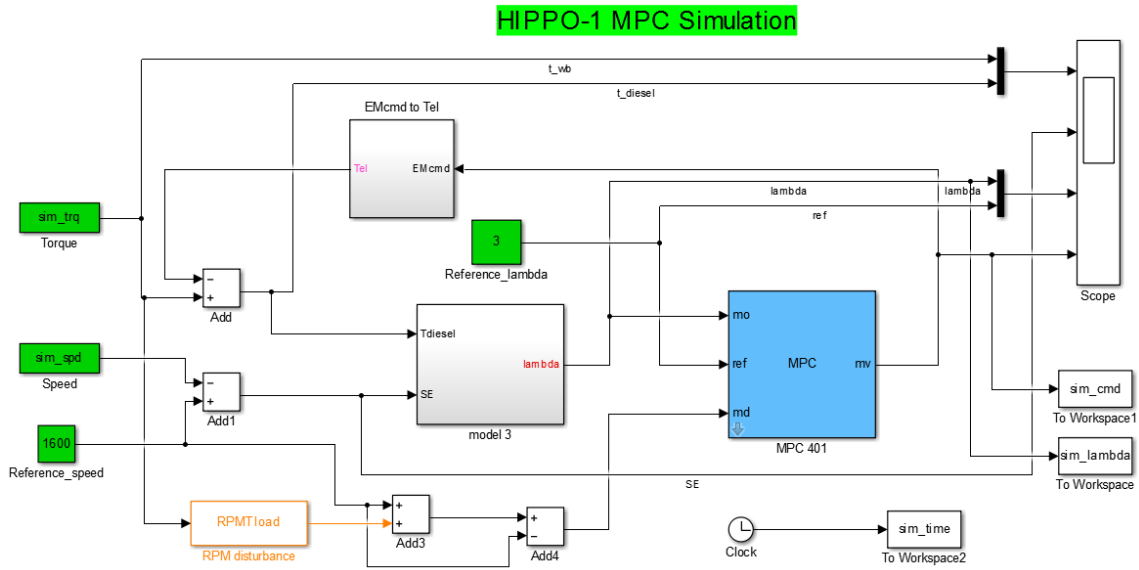 HIPPO-1 MPC Simulation
t_wb
t_diesel
EMcmd to Tel
Tel
EMcmd
lambda
lambda
ref
sim_trq
Torque
3
Reference_lambda
−
+
Add
Scope
Tdiesel
lambda
SE
model 3
mo
ref
MPC
mv
md
MPC 401
sim_spd
Speed
−
+
Add1
1600
Reference_speed
sim_cmd
To Workspace1
sim_lambda
To Workspace
SE
RPMT.load
RPM disturbance
+
+
Add3
+
−
Add4
Clock
sim_time
To Workspace2